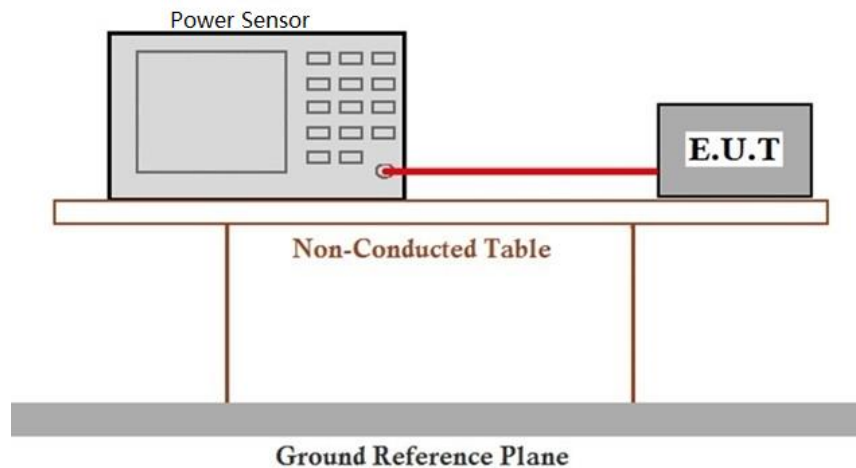 Power Sensor
E.U.T
Non-Conducted Table
Ground Reference Plane